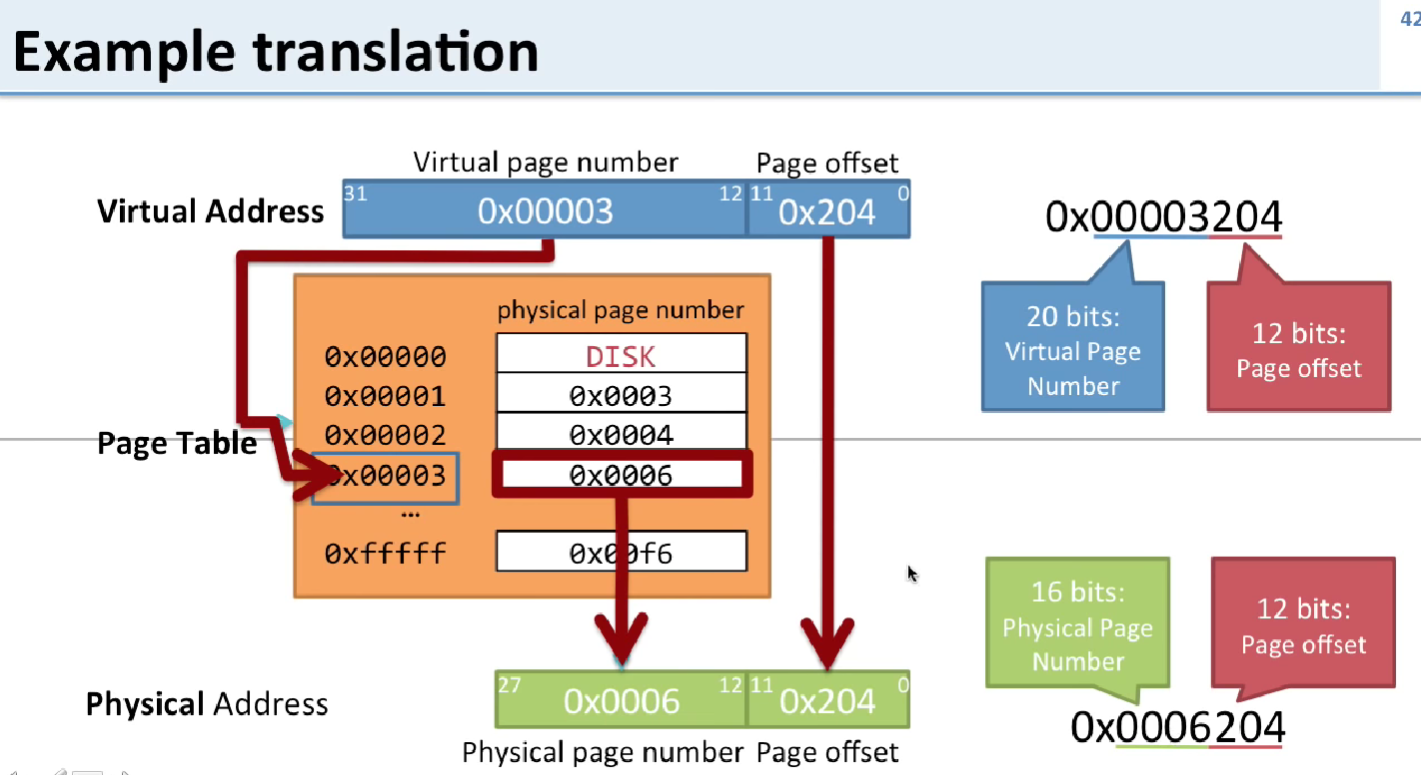 42
Example translation
Virtual page number
Page offset
Virtual Address
31
0x00003
12
11
0x204
0
0x00003204
20 bits:
Virtual Page
Number
12 bits:
Page offset
Page Table
physical page number
0x00000
DISK
0x00001
0x0003
0x00002
0x0004
0x00003
0x0006
...
0xfffff
0x00f6
16 bits:
Physical Page
Number
12 bits:
Page offset
Physical Address
27
0x0006
12
11
0x204
0
0x0006204
Physical page number
Page offset